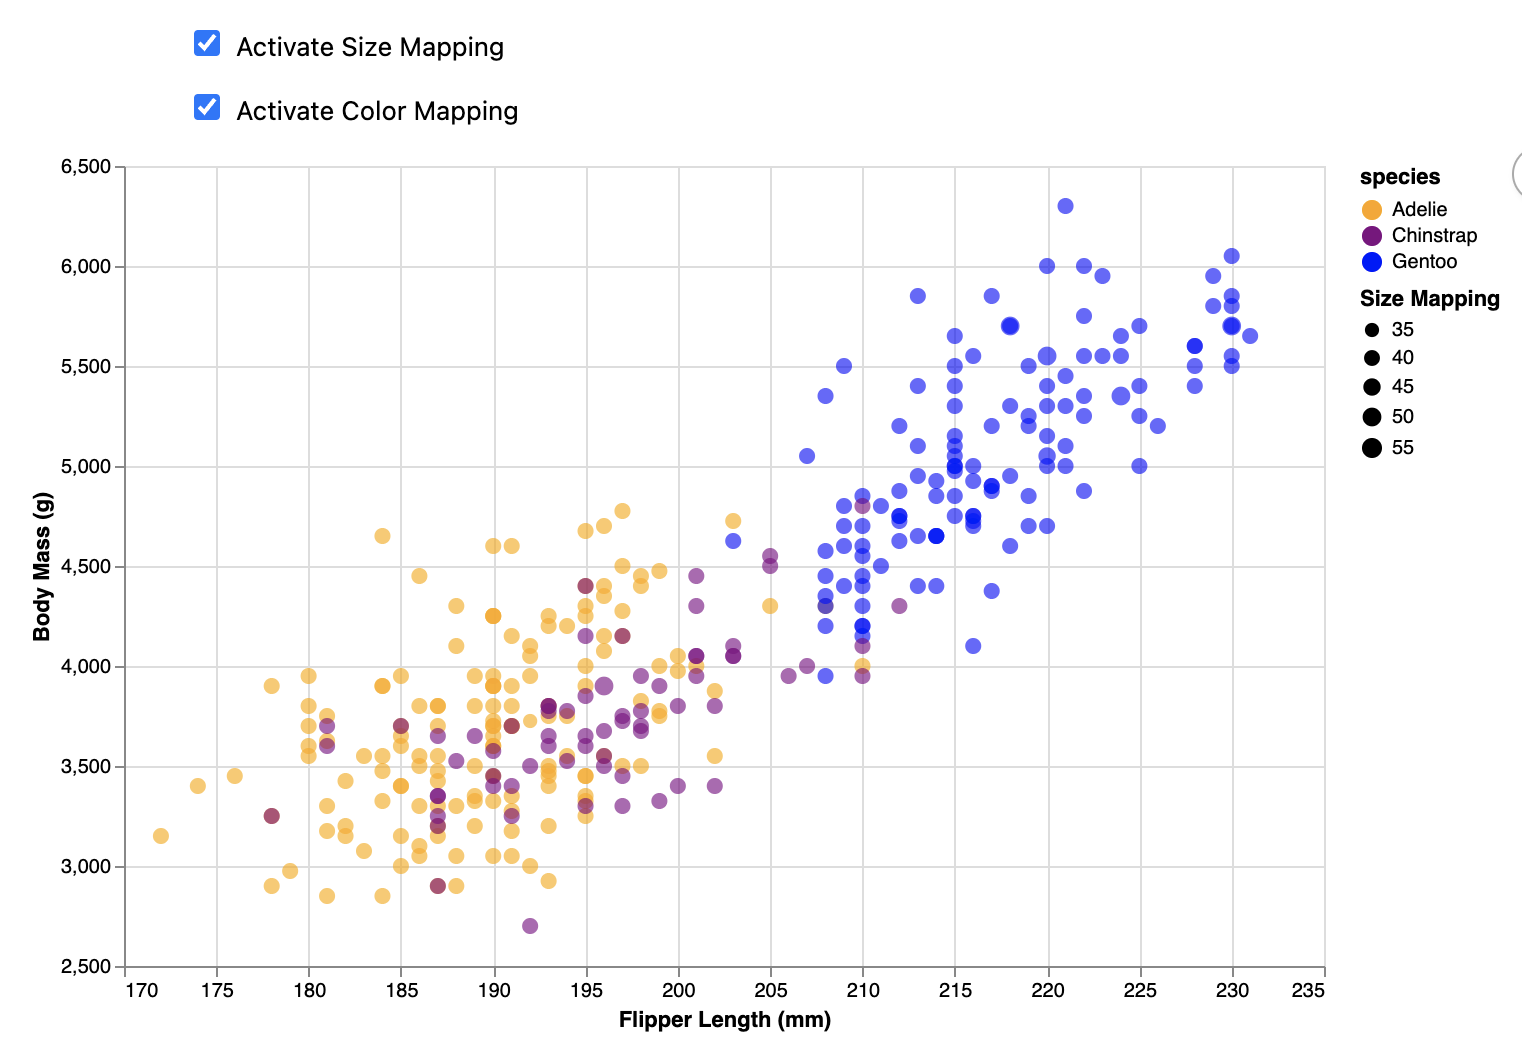 Activate Size Mapping
Activate Color Mapping
6,500
6,000
5,500
5,000
4,500
4,000
3,500
3,000
2,500
Body Mass (g)
170 175 180 185 190 195 200 205 210 215 220 225 230 235
Flipper Length (mm)
species
Adelie
Chinstrap
Gentoo
Size Mapping
35
40
45
50
55